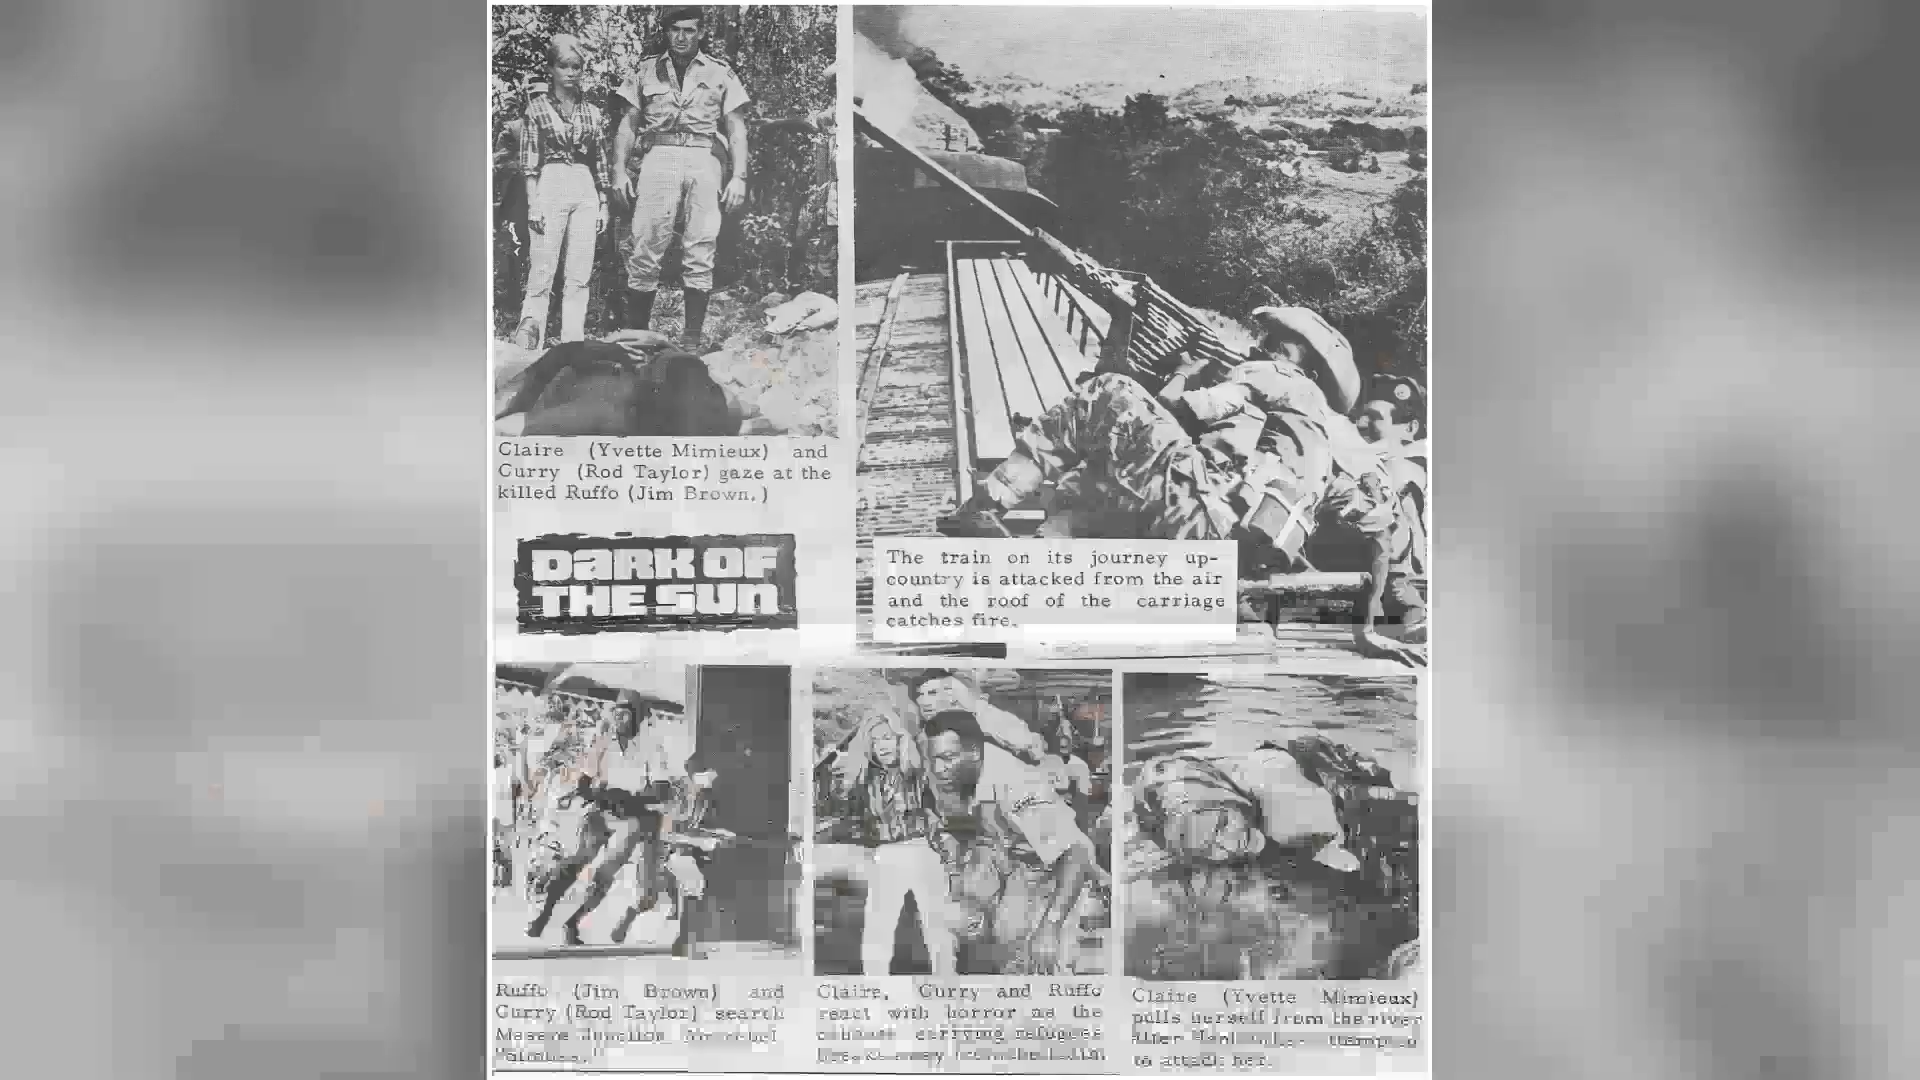 Claire (Yvette Mimieux) and
Curry (Rod Taylor) gaze at the
killed Ruffo (Jim Brown.)
DARK OF
THE SUN
The train on its journey up-
country is attacked from the air
and the roof of the carriage
catches fire.
Ruffo (Jim Brown) and
Curry (Rod Taylor) search
Claire, Curry and Ruffo
react with horror as the
carrying refugees
Claire (Yvette Mimieux)
pulls herself from the river
to attack her.